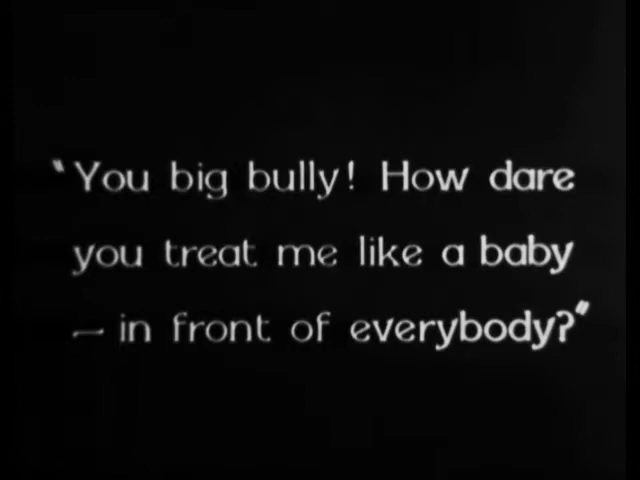 "You big bully! How dare
you treat me like a baby
— in front of everybody?"